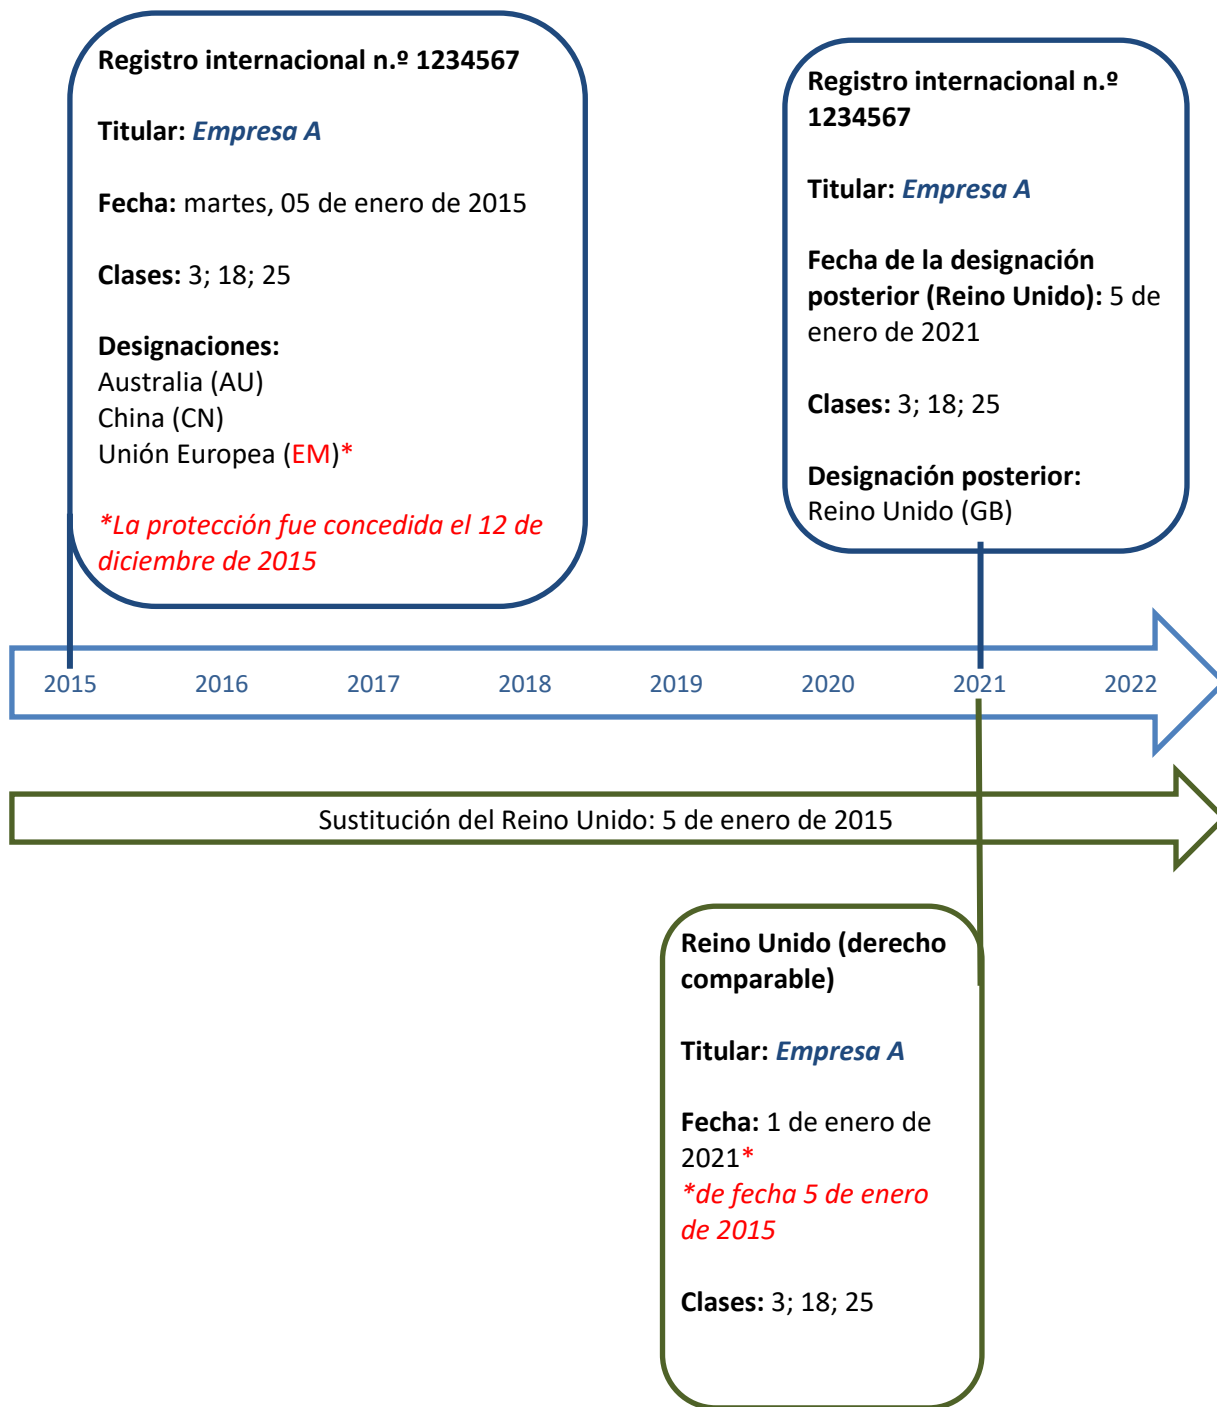 Registro internacional n.º 1234567
Titular: Empresa A
Fecha: martes, 05 de enero de 2015
Clases: 3; 18; 25
Designaciones:
Australia (AU)
China (CN)
Unión Europea (EM)*
*La protección fue concedida el 12 de
diciembre de 2015
Registro internacional n.º
1234567
Titular: Empresa A
Fecha de la designación
posterior (Reino Unido): 5 de
enero de 2021
Clases: 3; 18; 25
Designación posterior:
Reino Unido (GB)
2015 2016 2017 2018 2019 2020 2021 2022
Sustitución del Reino Unido: 5 de enero de 2015
Reino Unido (derecho
comparable)
Titular: Empresa A
Fecha: 1 de enero de
2021*
*de fecha 5 de enero
de 2015
Clases: 3; 18; 25